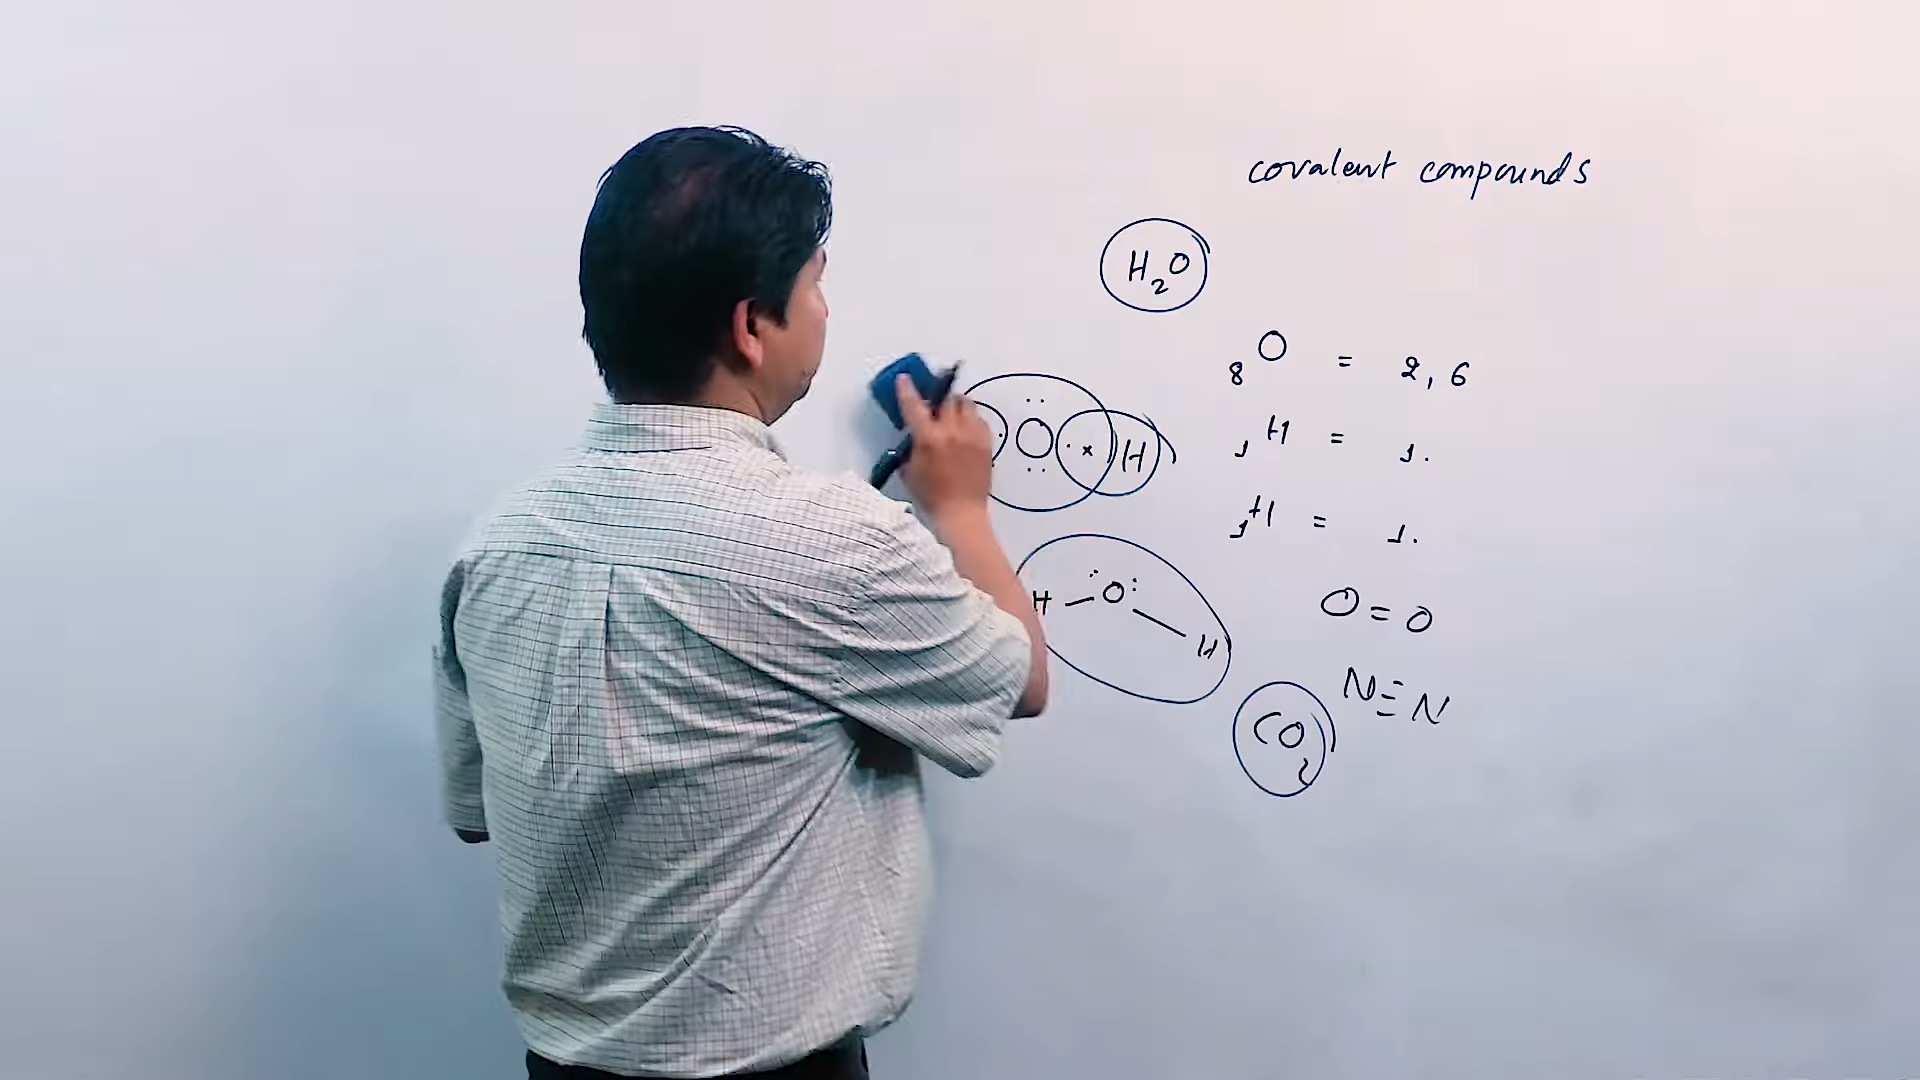 covalent compounds
H₂O
₈O = 2, 6
:Ö· × H
₁H = 1.
₁H = 1.
H – O – H
O = O
N ≡ N
CO₂